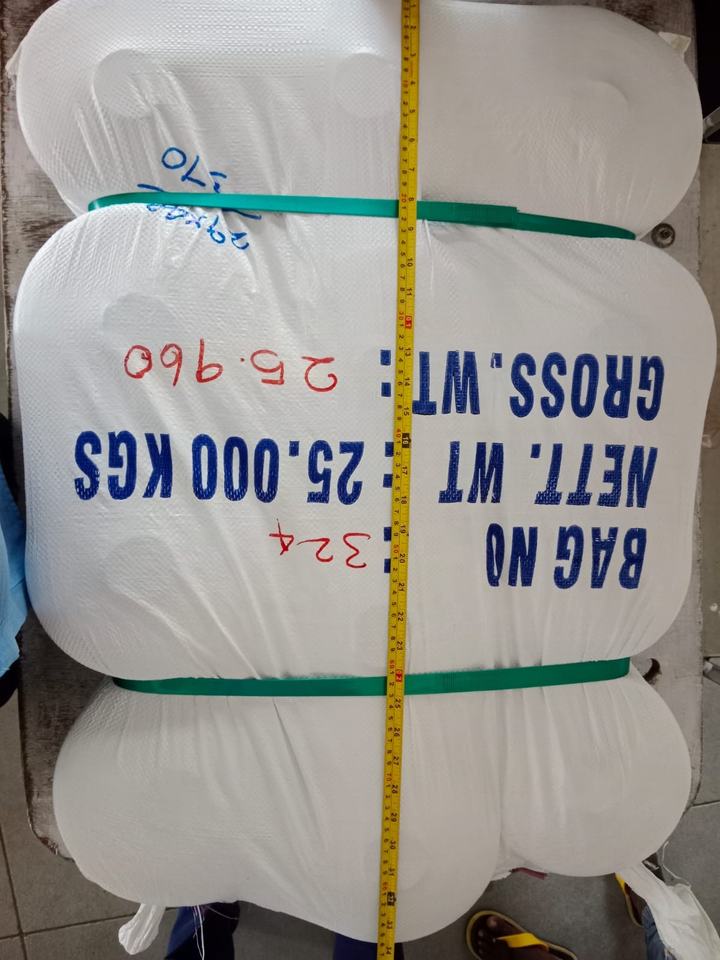 BAG NO : 324
NETT. WT : 25.000 KGS
GROSS. WT : 25.960
370